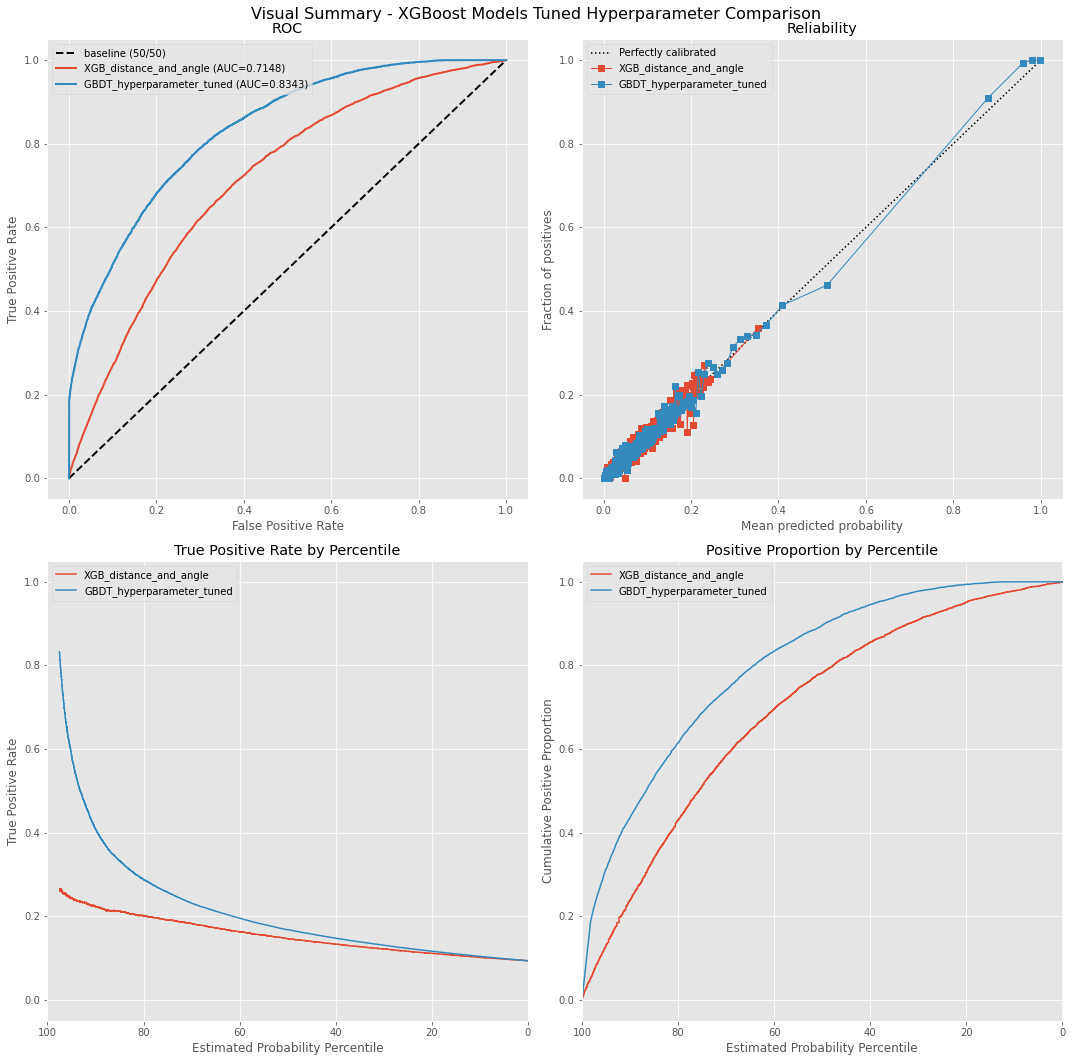 Visual Summary - XGBoost Models Tuned Hyperparameter Comparison
ROC
baseline (50/50)
XGB_distance_and_angle (AUC=0.7148)
GBDT_hyperparameter_tuned (AUC=0.8343)
1.0
0.8
0.6
0.4
0.2
0.0
True Positive Rate
0.0 0.2 0.4 0.6 0.8 1.0
False Positive Rate
Reliability
Perfectly calibrated
XGB_distance_and_angle
GBDT_hyperparameter_tuned
1.0
0.8
0.6
0.4
0.2
0.0
Fraction of positives
0.0 0.2 0.4 0.6 0.8 1.0
Mean predicted probability
True Positive Rate by Percentile
XGB_distance_and_angle
GBDT_hyperparameter_tuned
1.0
0.8
0.6
0.4
0.2
0.0
True Positive Rate
100 80 60 40 20 0
Estimated Probability Percentile
Positive Proportion by Percentile
XGB_distance_and_angle
GBDT_hyperparameter_tuned
1.0
0.8
0.6
0.4
0.2
0.0
Cumulative Positive Proportion
100 80 60 40 20 0
Estimated Probability Percentile